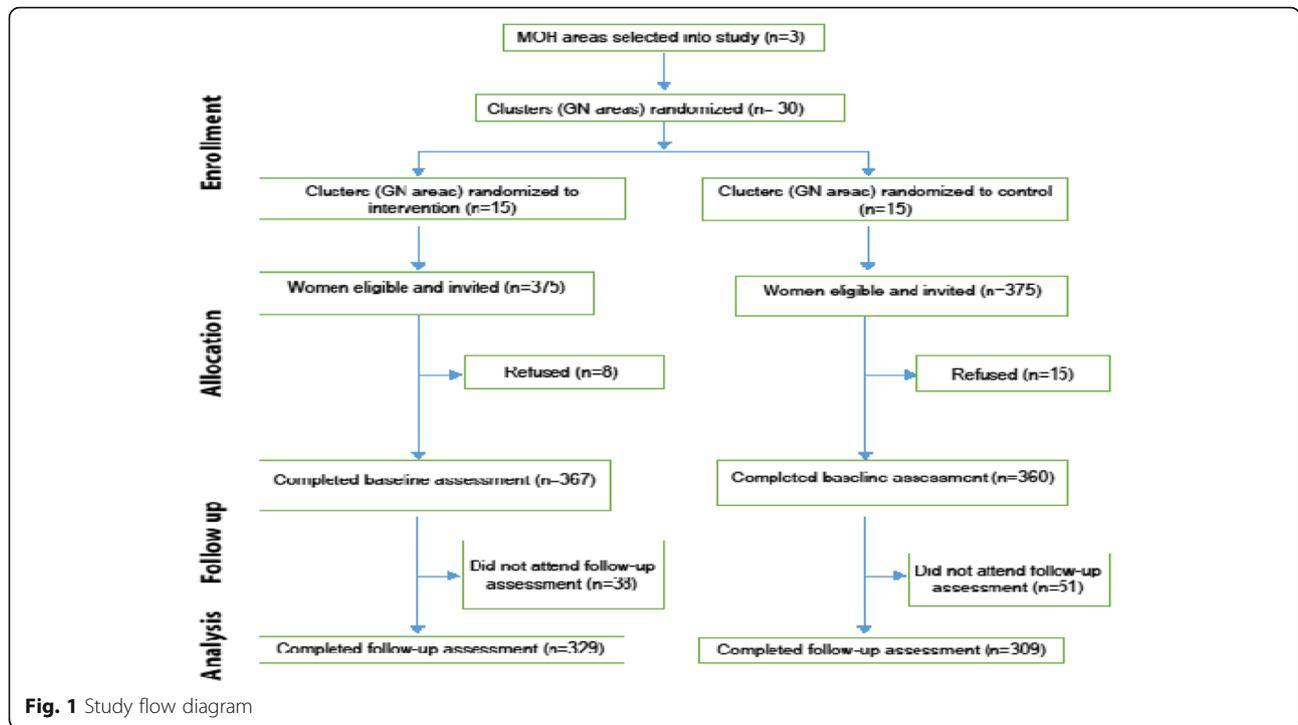 MOH areas selected into study (n=3)
Clusters (GN areas) randomized (n= 30)
Enrollment
Clusters (GN areas) randomized to
intervention (n=15)
Clusters (GN areas) randomized to control
(n=15)
Allocation
Women eligible and invited (n=375)
Women eligible and invited (n=375)
Refused (n=8)
Refused (n=15)
Completed baseline assessment (n=367)
Completed baseline assessment (n=360)
Follow up
Did not attend follow-up
assessment (n=38)
Did not attend follow-up
assessment (n=51)
Analysis
Completed follow-up assessment (n=329)
Completed follow-up assessment (n=309)
Fig. 1 Study flow diagram